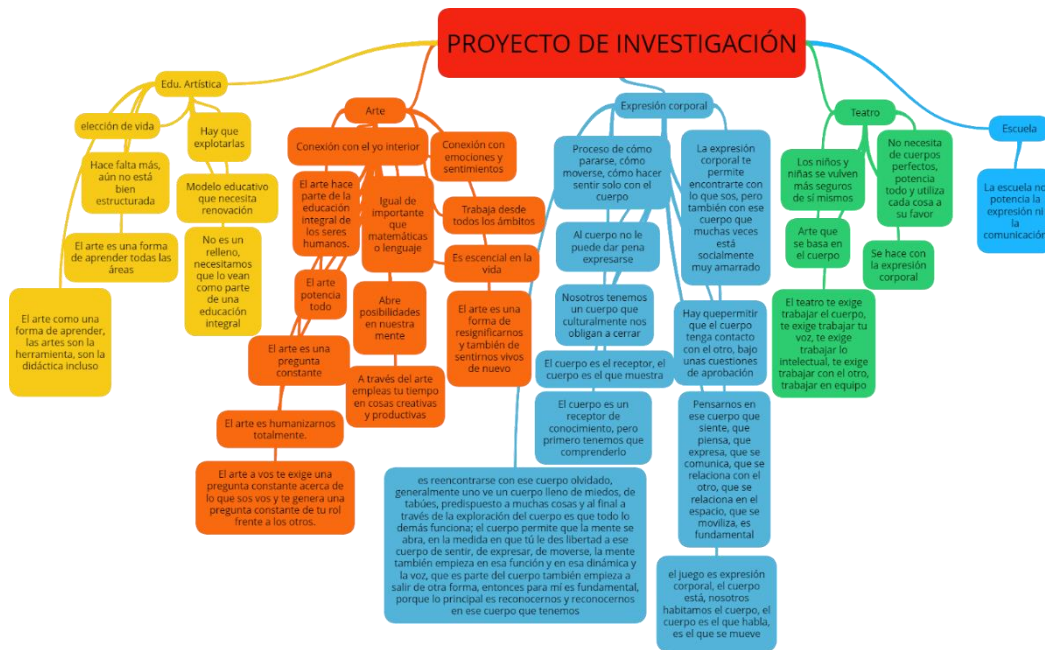 PROYECTO DE INVESTIGACIÓN
Edu. Artística
elección de vida
Hay que
explotarlas
Hace falta más,
aún no está
bien
estructurada
Modelo educativo
que necesita
renovación
El arte es una forma
de aprender todas las
áreas
No es un
relleno,
necesitamos
que lo vean
como parte
de una
educación
integral
El arte como una
forma de aprender,
las artes son la
herramienta, son la
didáctica incluso
Arte
Conexión con el yo interior
Conexión con
emociones y
sentimientos
El arte hace
parte de la
educación
integral de
los seres
humanos.
Igual de
importante
que
matemáticas
o lenguaje
Trabaja desde
todos los ámbitos
Es escencial en la
vida
El arte
potencia
todo
Abre
posibilidades
en nuestra
mente
El arte es una
forma de
resignificarnos
y también de
sentirnos vivos
de nuevo
El arte es una
pregunta
constante
A través del arte
empleas tu tiempo
en cosas creativas
y productivas
El arte es humanizarnos
totalmente.
El arte a vos te exige una
pregunta constante acerca de
lo que sos vos y te genera una
pregunta constante de tu rol
frente a los otros.
Expresión corporal
Proceso de cómo
pararse, cómo
moverse, cómo hacer
sentir solo con el
cuerpo
La expresión
corporal te
permite
encontrarte con
lo que sos, pero
también con ese
cuerpo que
muchas veces
está
socialmente
muy amarrado
Al cuerpo no le
puede dar pena
expresarse
Nosotros tenemos
un cuerpo que
culturalmente nos
obligan a cerrar
Hay quepermitir
que el cuerpo
tenga contacto
con el otro, bajo
unas cuestiones
de aprobación
El cuerpo es el receptor, el
cuerpo es el que muestra
El cuerpo es un
receptor de
conocimiento, pero
primero tenemos que
comprenderlo
Pensarnos en
ese cuerpo que
siente, que
piensa, que
expresa, que se
comunica, que se
relaciona con el
otro, que se
relaciona en el
espacio, que se
moviliza, es
fundamental
es reencontrarse con ese cuerpo olvidado,
generalmente uno ve un cuerpo lleno de miedos, de
tabúes, predispuesto a muchas cosas y al final a
través de la exploración del cuerpo es que todo lo
demás funciona; el cuerpo permite que la mente se
abra, en la medida en que tú le des libertad a ese
cuerpo de sentir, de expresar, de moverse, la mente
también empieza en esa función y en esa dinámica y
la voz, que es parte del cuerpo también empieza a
salir de otra forma, entonces para mí es fundamental,
porque lo principal es reconocernos y reconocernos
en ese cuerpo que tenemos
el juego es expresión
corporal, el cuerpo
está, nosotros
habitamos el cuerpo, el
cuerpo es el que habla,
es el que se mueve
Teatro
Los niños y
niñas se vulven
más seguros
de sí mismos
No necesita
de cuerpos
perfectos,
potencia
todo y utiliza
cada cosa a
su favor
Arte que
se basa en
el cuerpo
Se hace con
la expresión
corporal
El teatro te exige
trabajar el cuerpo,
te exige trabajar tu
voz, te exige
trabajar lo
intelectual, te exige
trabajar con el otro,
trabajar en equipo
Escuela
La escuela no
potencia la
expresión ni
la
comunicación